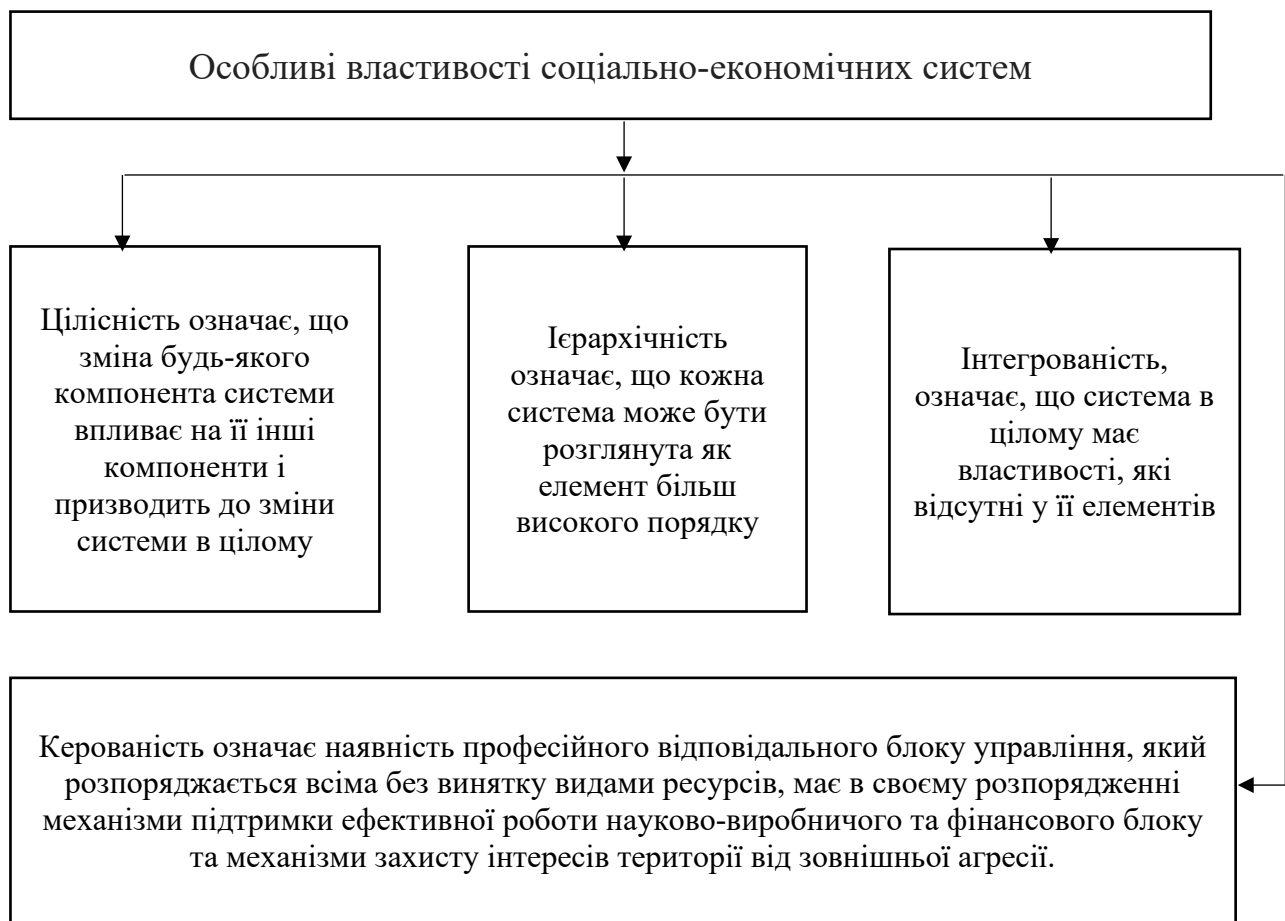 Особливі властивості соціально-економічних систем
Цілісність означає, що
зміна будь-якого
компонента системи
впливає на її інші
компоненти і
призводить до зміни
системи в цілому
Ієрархічність
означає, що кожна
система може бути
розглянута як
елемент більш
високого порядку
Інтегрованість,
означає, що система в
цілому має
властивості, які
відсутні у її елементів
Керованість означає наявність професійного відповідального блоку управління, який
розпоряджається всіма без винятку видами ресурсів, має в своєму розпорядженні
механізми підтримки ефективної роботи науково-виробничого та фінансового блоку
та механізми захисту інтересів території від зовнішньої агресії.